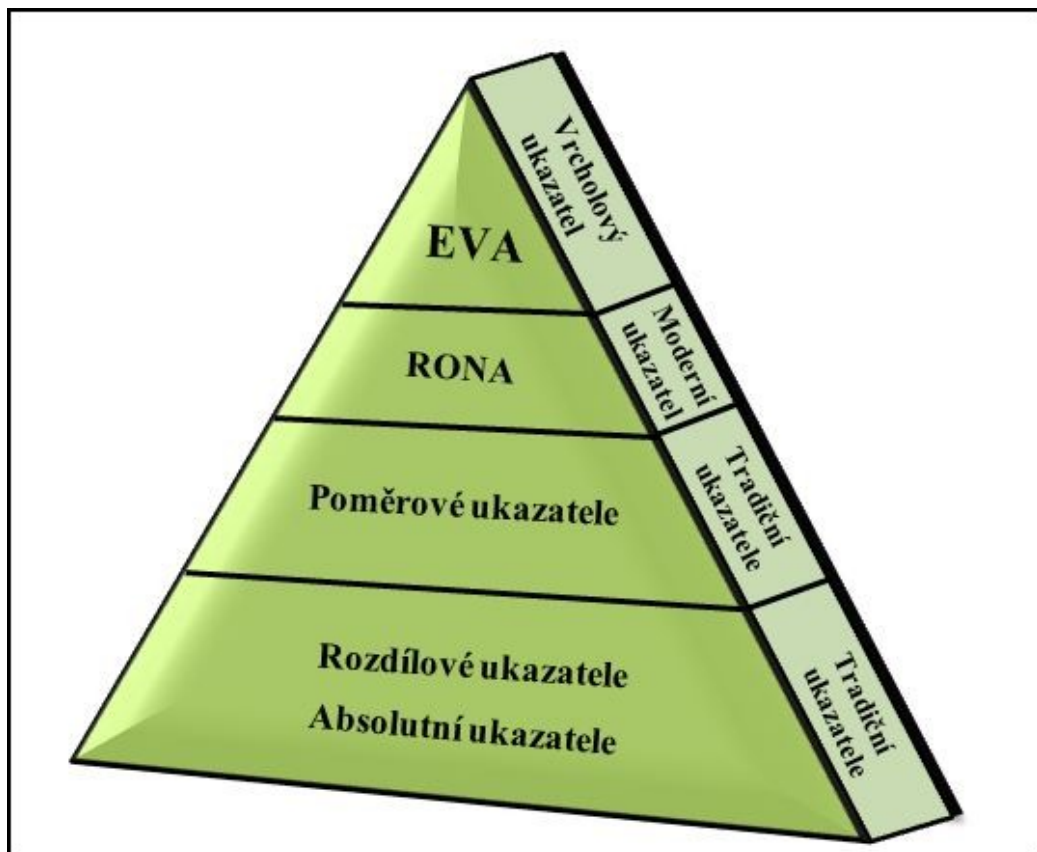 EVA
Vrcholový
ukazatel
RONA
Moderní
ukazatel
Poměrové ukazatele
Tradiční
ukazatele
Rozdílové ukazatele
Absolutní ukazatele
Tradiční
ukazatele